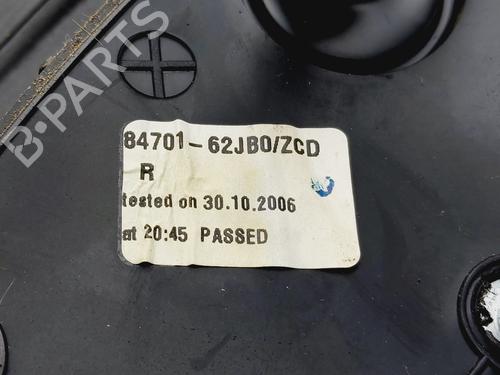 B-PARTS
84701-62JB0/ZCD
R
tested on 30.10.2006
at 20:45 PASSED